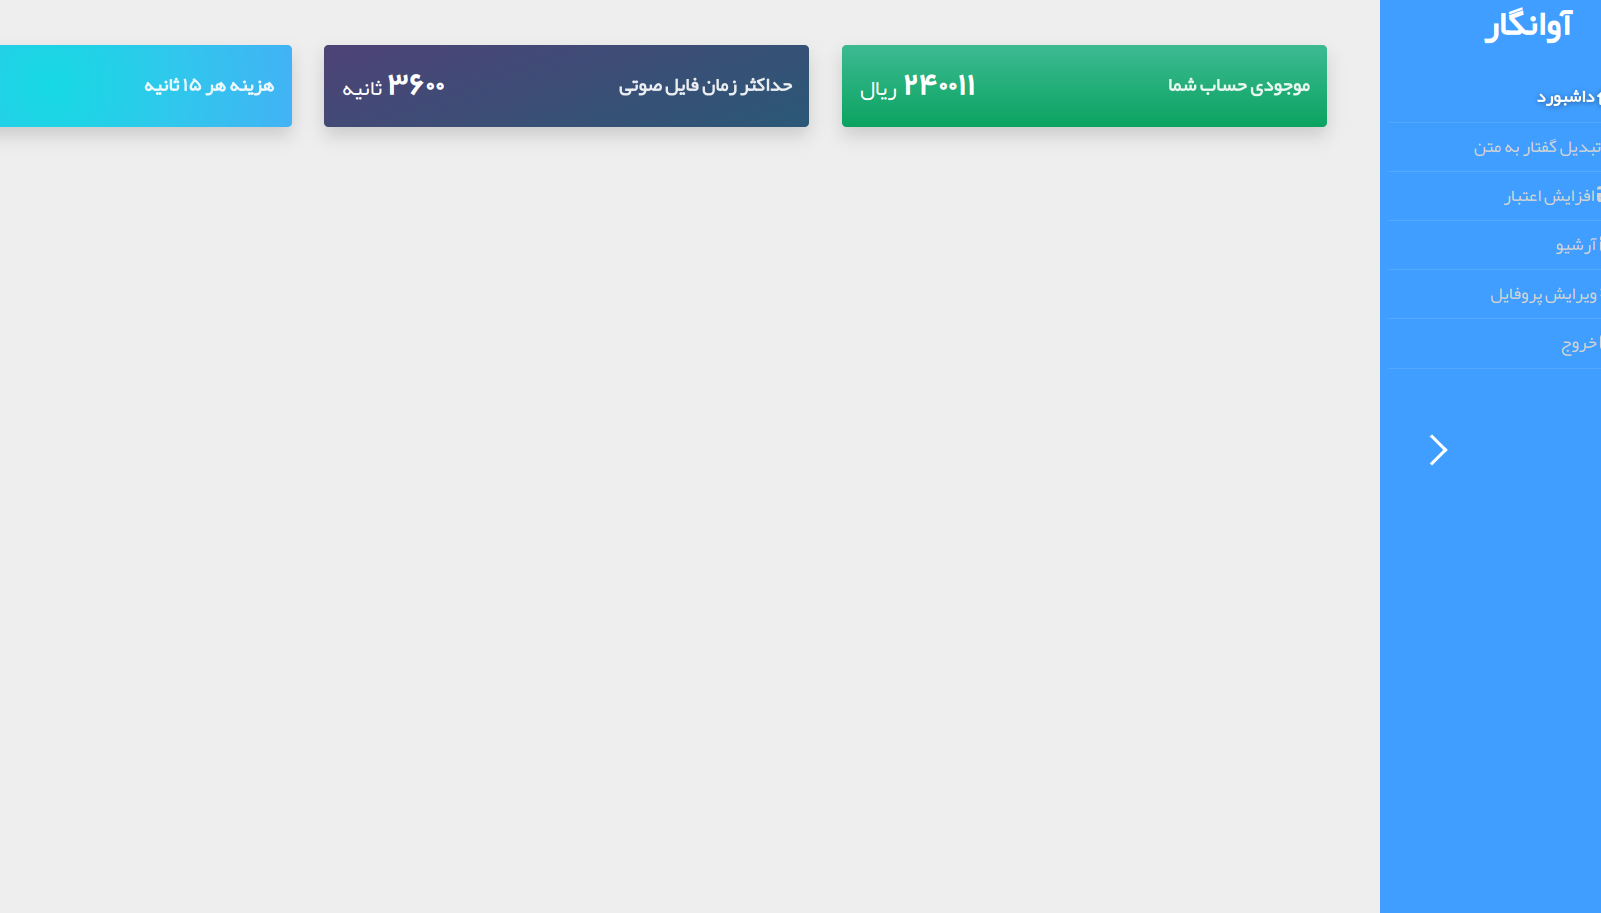 آوانگار
داشبورد
تبدیل گفتار به متن
افزایش اعتبار
آرشیو
ویرایش پروفایل
خروج
موجودی حساب شما
۲۴۰۰۱۱ ریال
حداکثر زمان فایل صوتی
۳۶۰۰ ثانیه
هزینه هر ۱۵ ثانیه